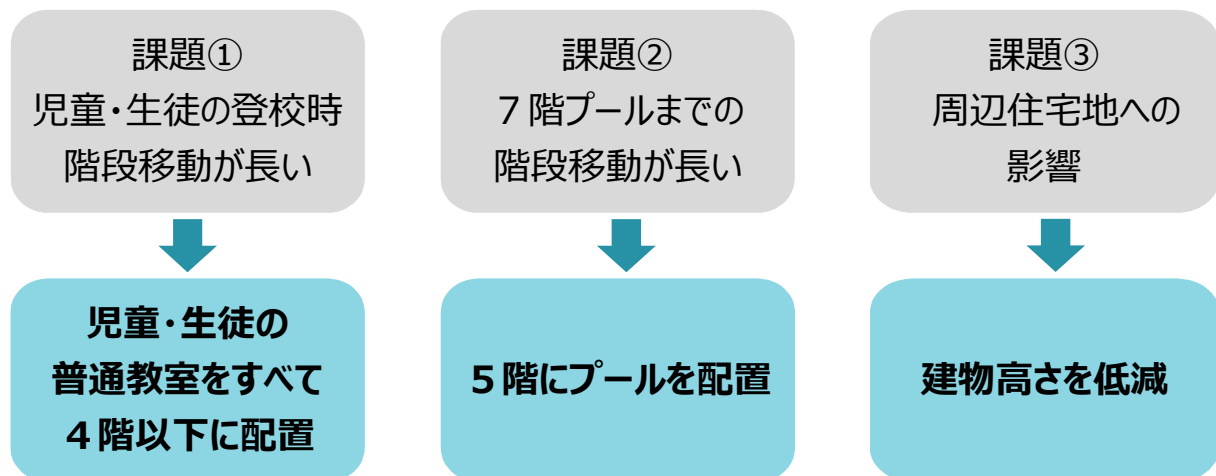 課題①
児童・生徒の登校時
階段移動が長い
課題②
７階プールまでの
階段移動が長い
課題③
周辺住宅地への
影響
児童・生徒の
普通教室をすべて
４階以下に配置
５階にプールを配置
建物高さを低減